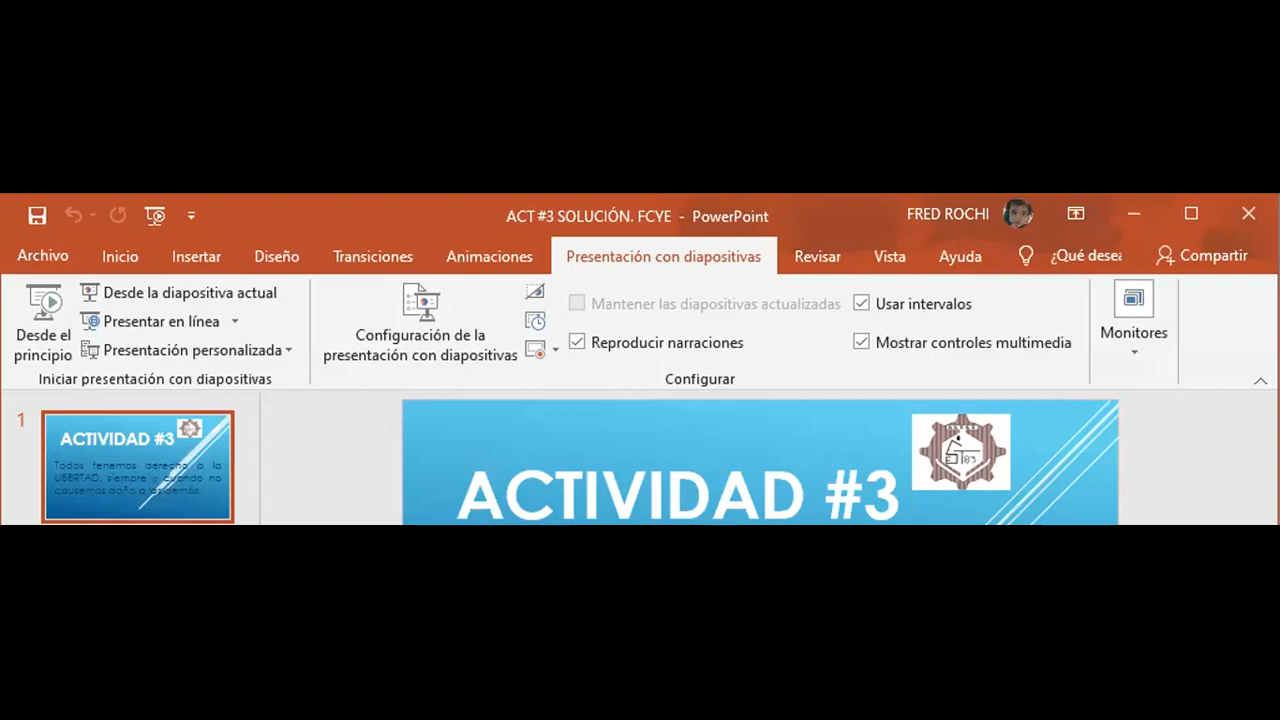 ACT #3 SOLUCIÓN. FCYE - PowerPoint
FRED ROCHI
Archivo Inicio Insertar Diseño Transiciones Animaciones Presentación con diapositivas Revisar Vista Ayuda ¿Qué desea Compartir
Desde el
principio
Desde la diapositiva actual
Presentar en línea
Presentación personalizada
Iniciar presentación con diapositivas
Configuración de la
presentación con diapositivas
Mantener las diapositivas actualizadas
Reproducir narraciones
Usar intervalos
Mostrar controles multimedia
Configurar
Monitores
1
ACTIVIDAD #3
Todos tenemos derecho a la
LIBERTAD, siempre y cuando no
causemos daño a los demás.
ACTIVIDAD #3